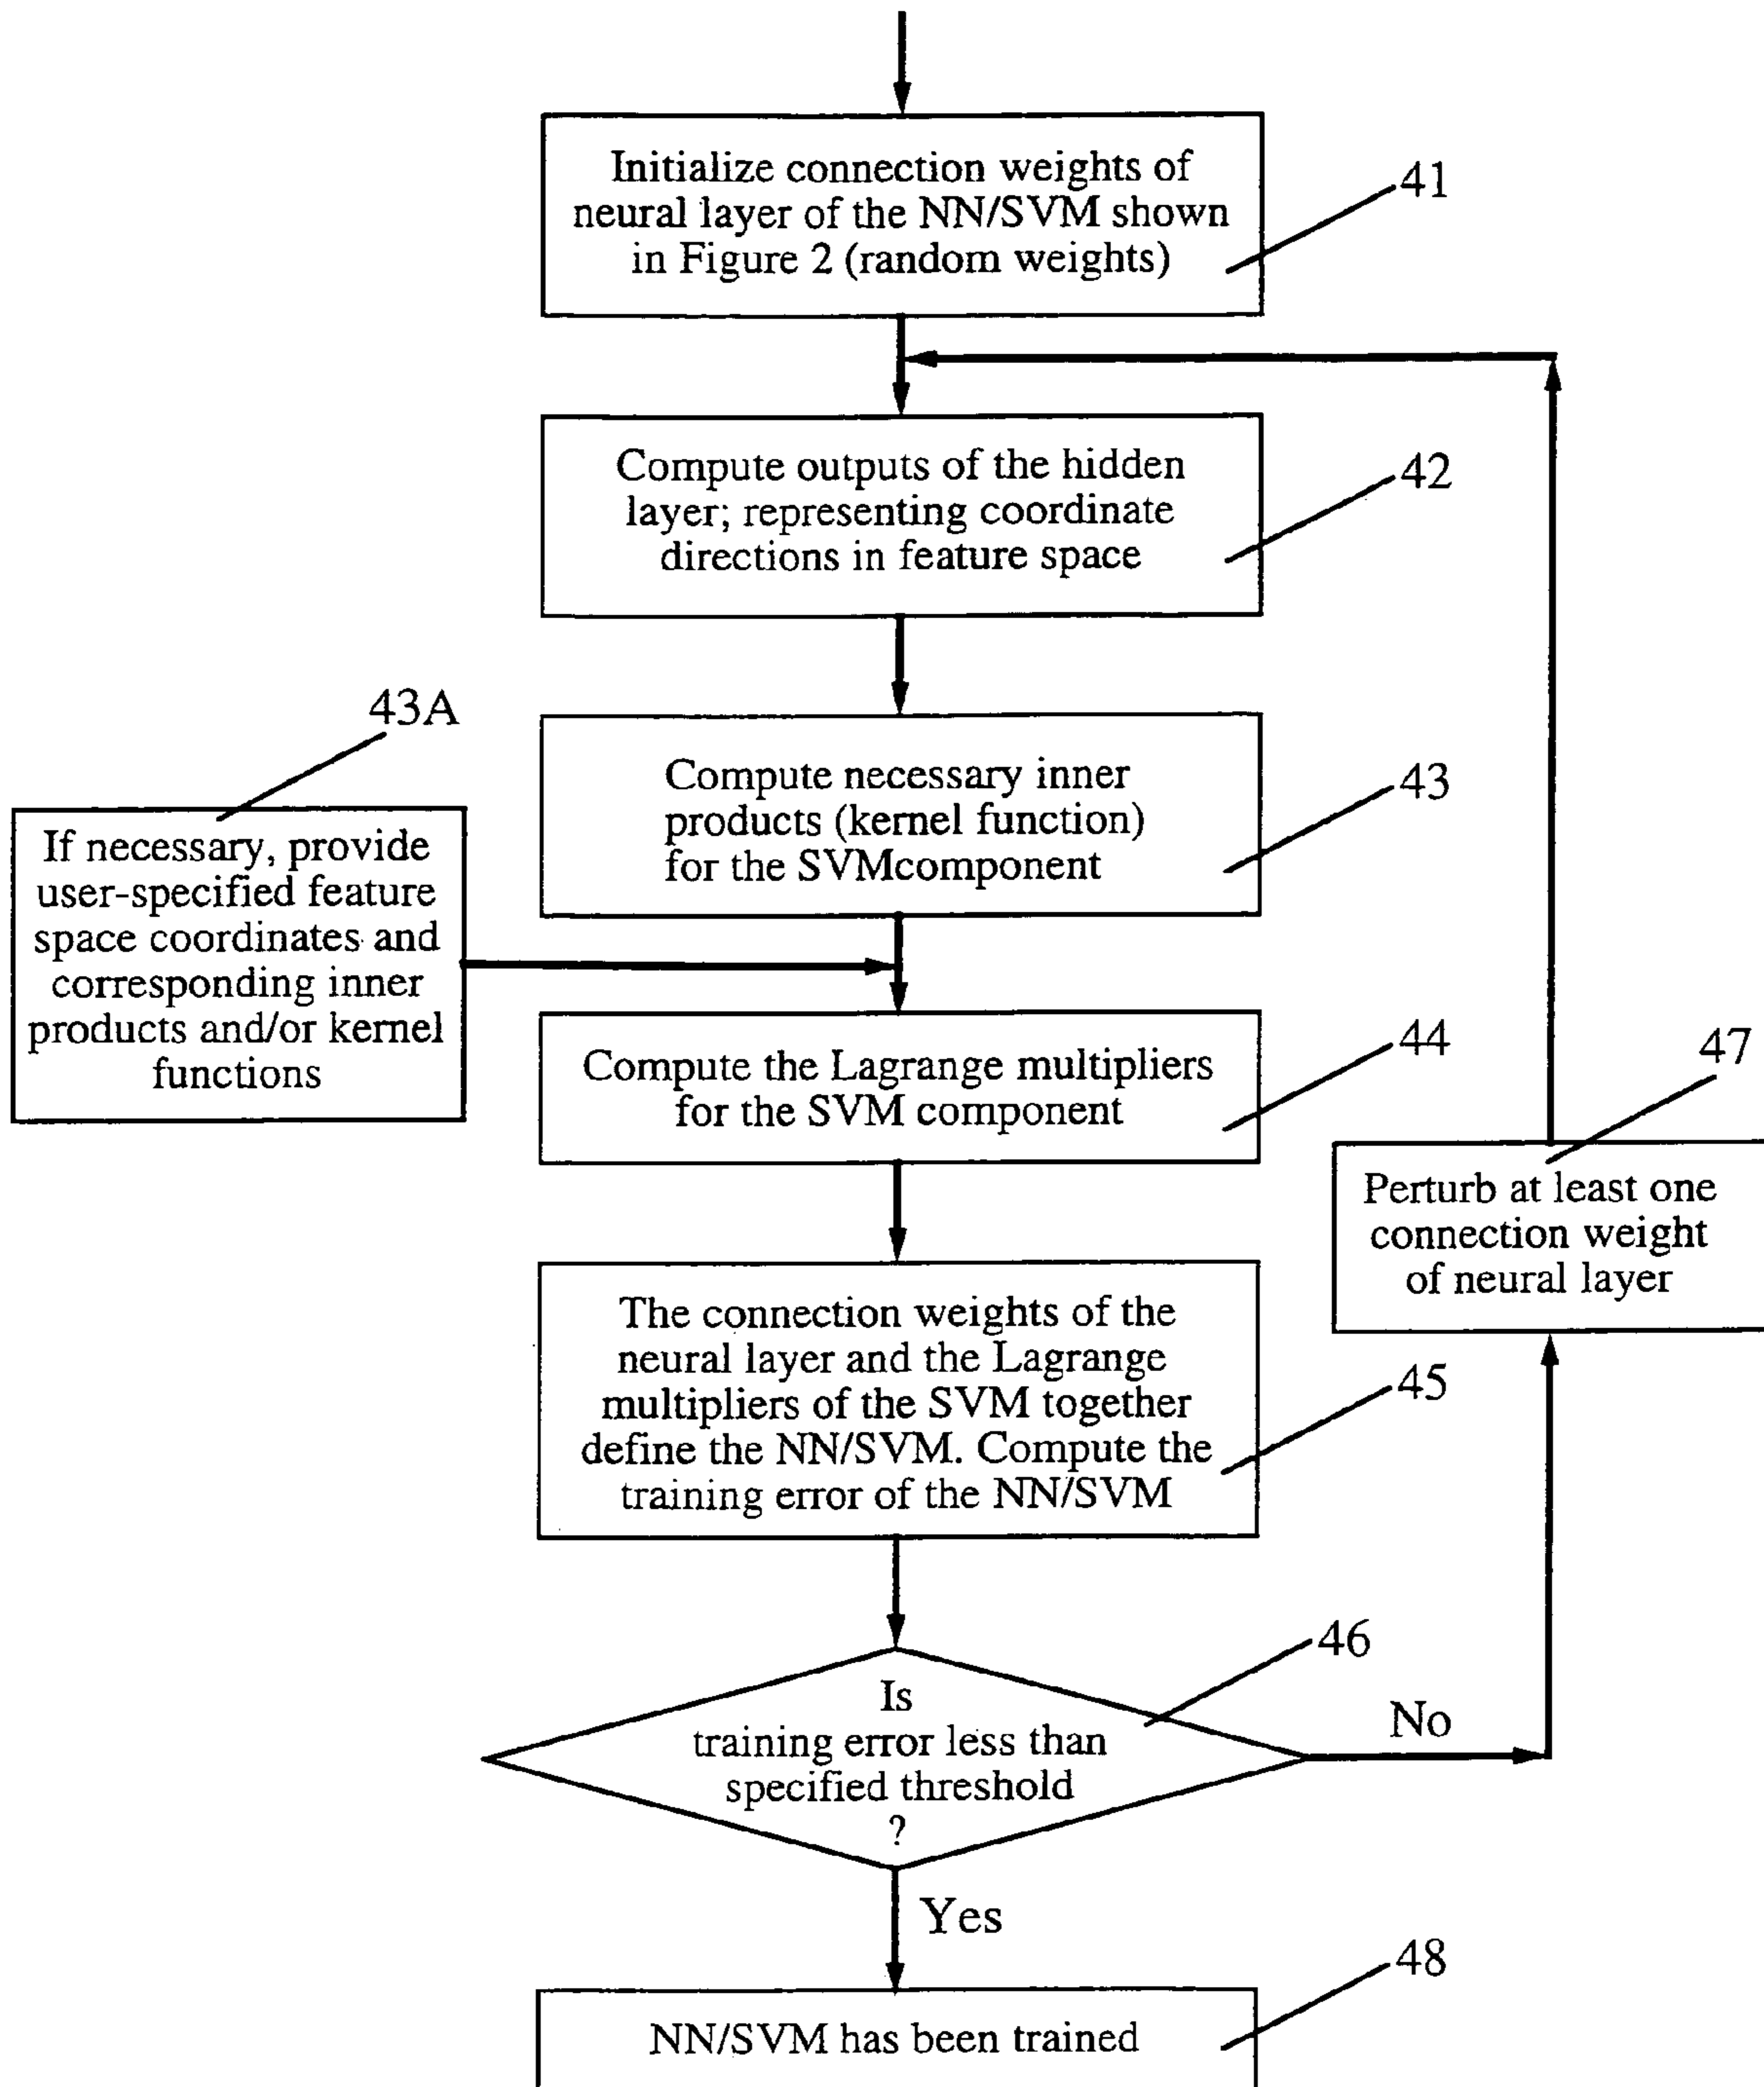 Initialize connection weights of
neural layer of the NN/SVM shown
in Figure 2 (random weights)
41
Compute outputs of the hidden
layer; representing coordinate
directions in feature space
42
43A
Compute necessary inner
products (kernel function)
for the SVMcomponent
43
If necessary, provide
user-specified feature
space coordinates and
corresponding inner
products and/or kernel
functions
Compute the Lagrange multipliers
for the SVM component
44
47
Perturb at least one
connection weight
of neural layer
The connection weights of the
neural layer and the Lagrange
multipliers of the SVM together
define the NN/SVM. Compute the
training error of the NN/SVM
45
46
Is
training error less than
specified threshold
?
No
Yes
48
NN/SVM has been trained